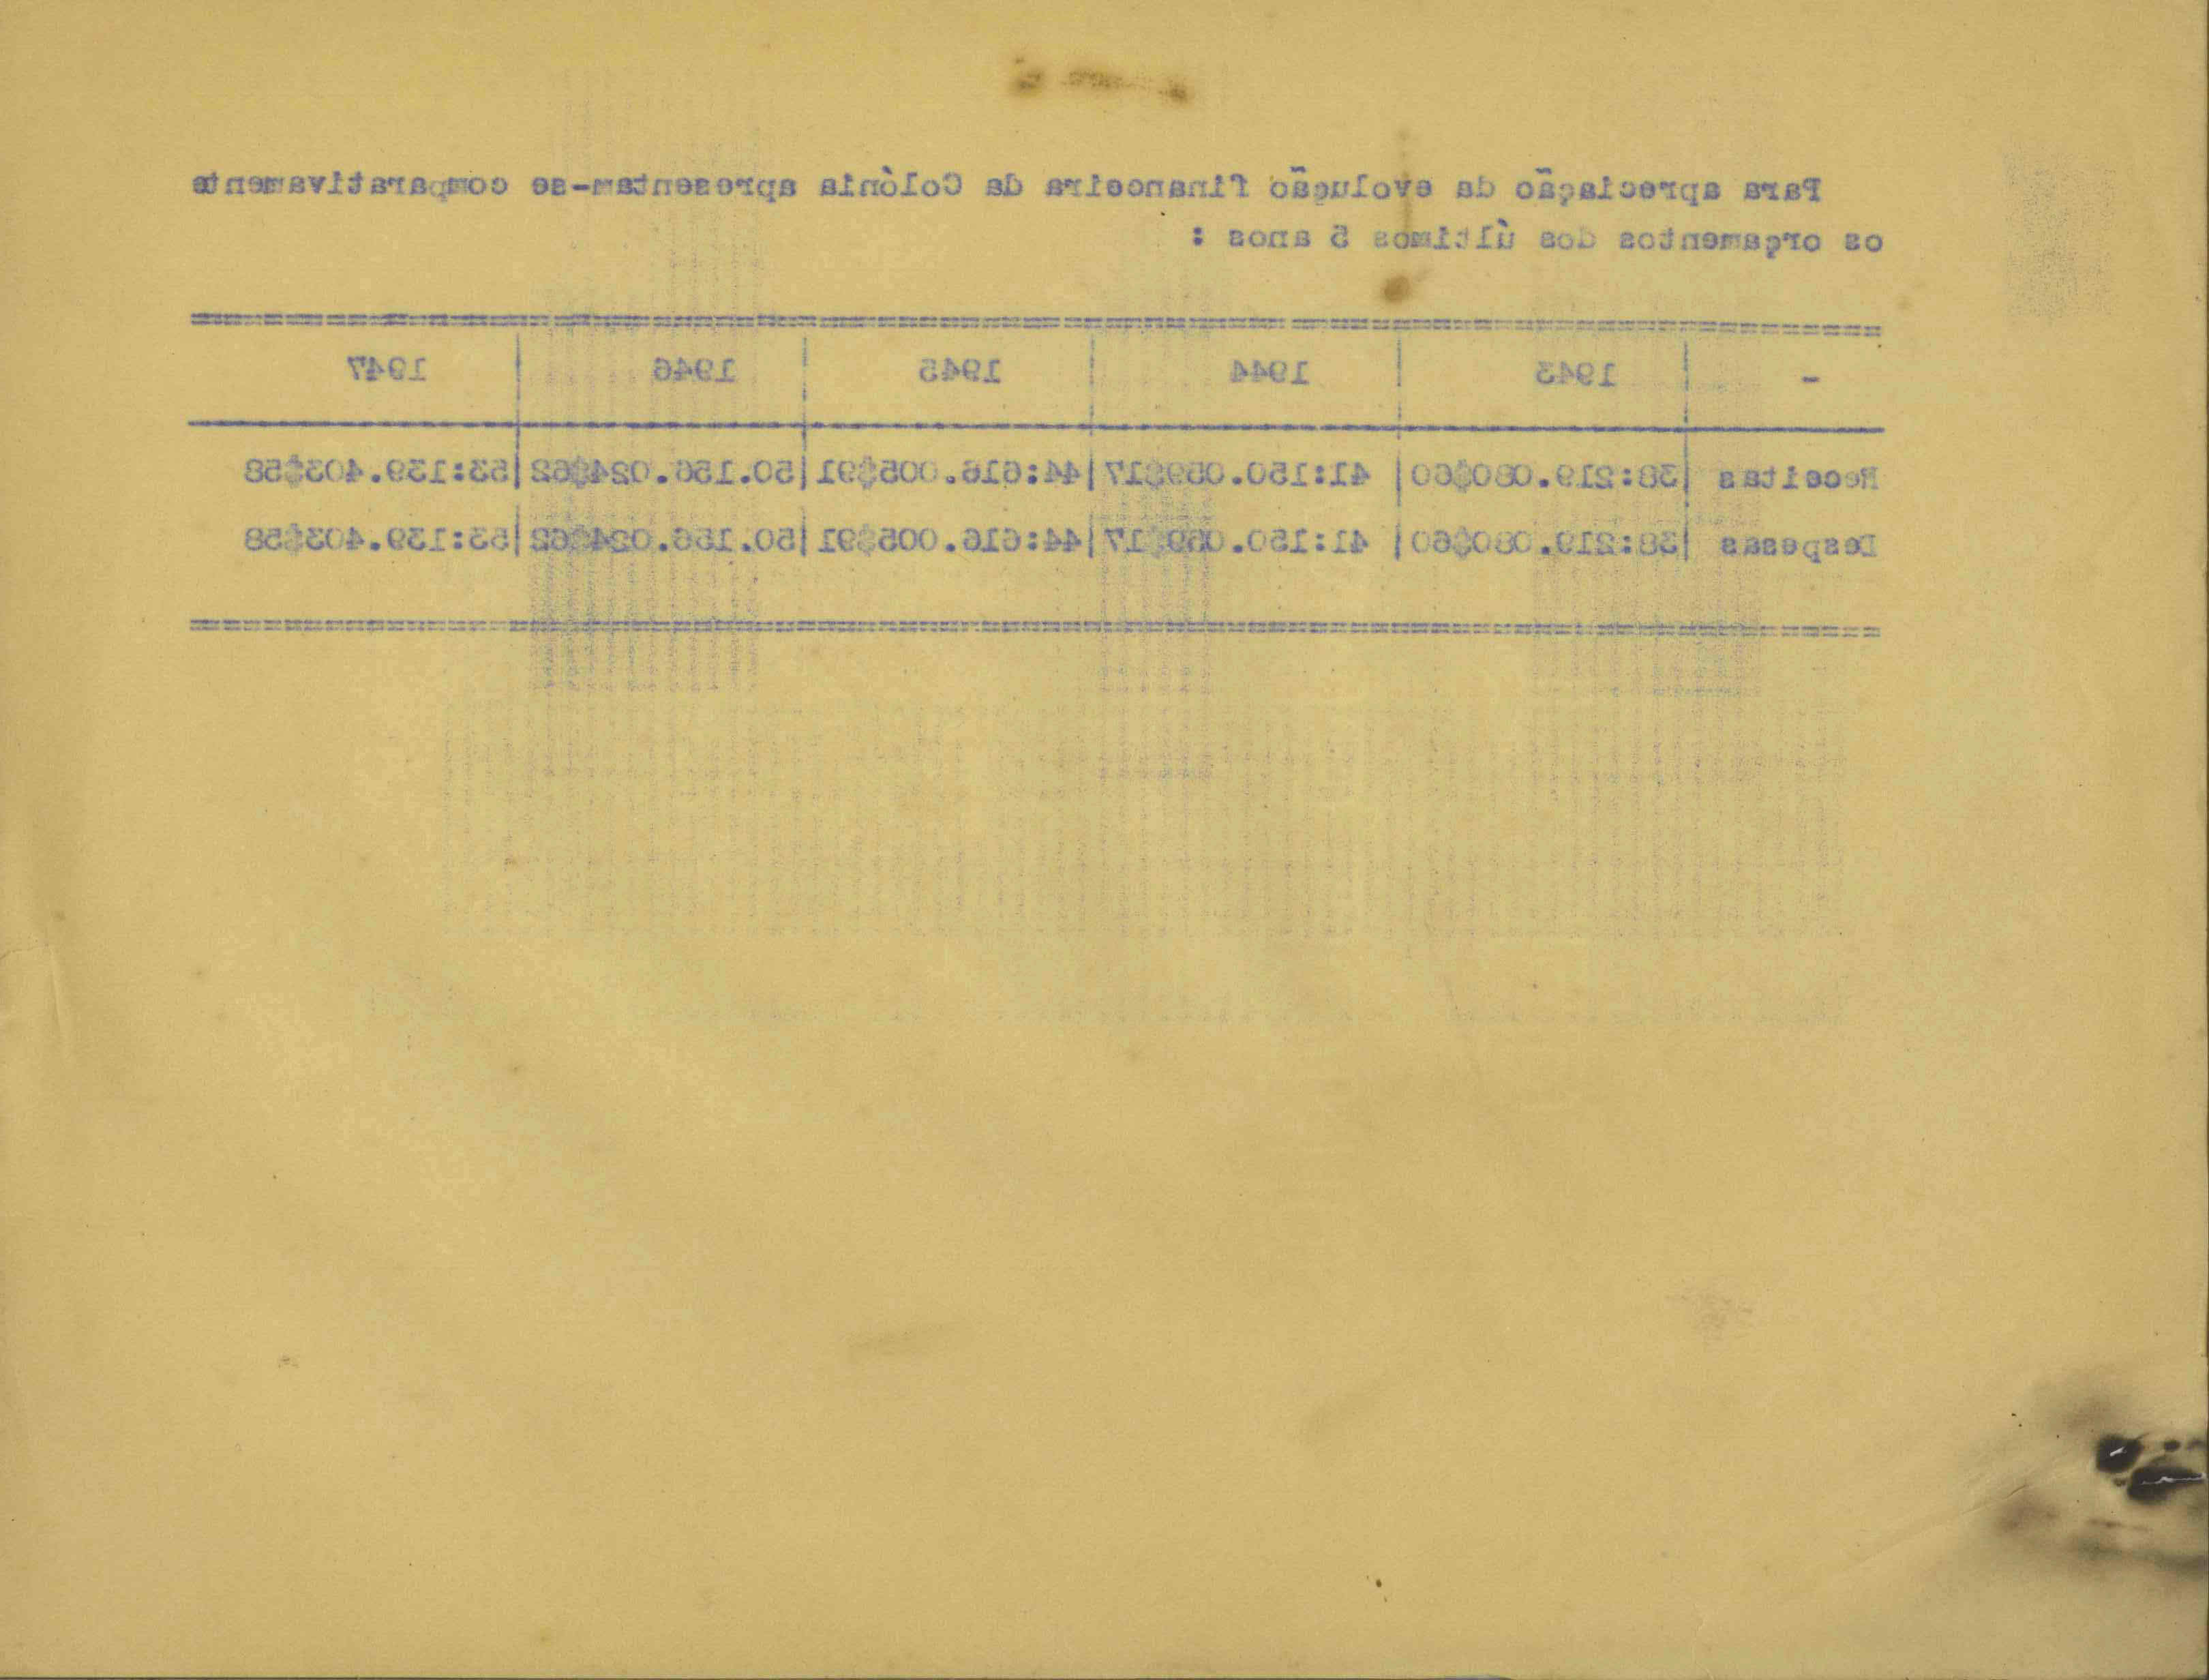 Para apreciação da evolução financeira da Colónia apresentam-se comparativamente
os orçamentos dos últimos 5 anos :
- | 1943 | 1944 | 1945 | 1946 | 1947
Receitas |38:219.080$60| 41:150.059$17|44:616.005$91|50.156.024$62|53:139.403$58
Despesas |38:219.080$60| 41:150.059$17|44:616.005$91|50.156.024$62|53:139.403$58